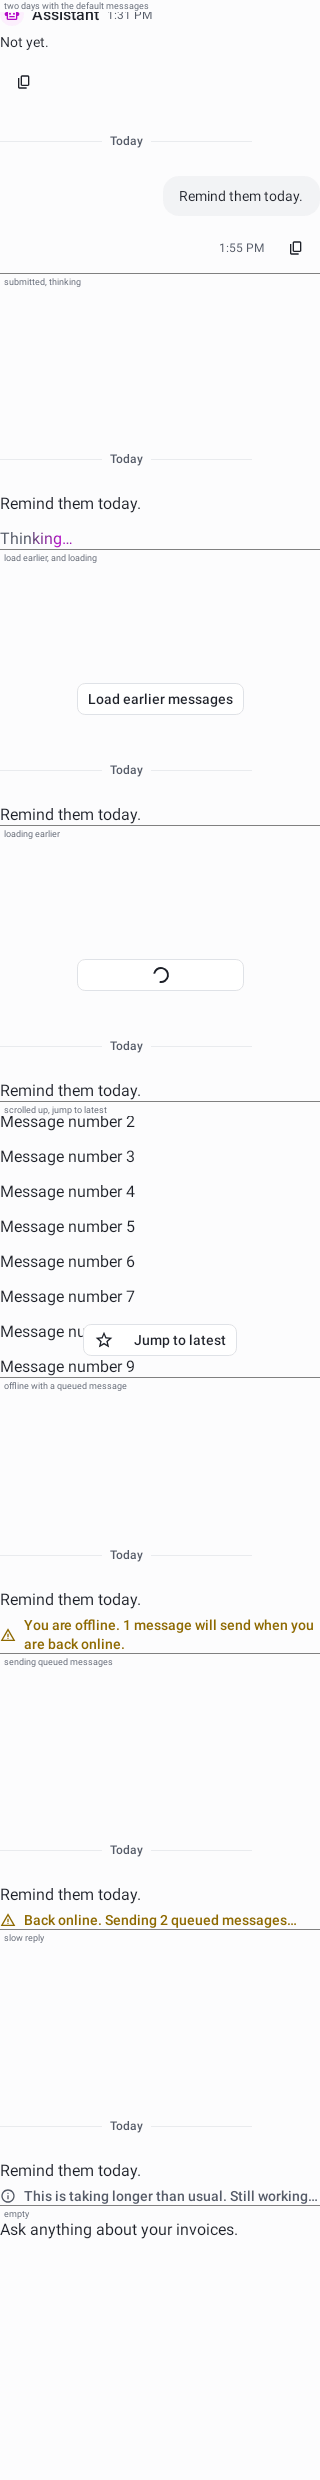 two days with the default messages
Assistant 1:31 PM
Not yet.
Today
Remind them today.
1:55 PM
submitted, thinking
Today
Remind them today.
Thinking...
load earlier, and loading
Load earlier messages
Today
Remind them today.
loading earlier
Today
Remind them today.
scrolled up, jump to latest
Message number 2
Message number 3
Message number 4
Message number 5
Message number 6
Message number 7
Message nu
Jump to latest
Message number 9
offline with a queued message
Today
Remind them today.
You are offline. 1 message will send when you
are back online.
sending queued messages
Today
Remind them today.
Back online. Sending 2 queued messages...
slow reply
Today
Remind them today.
This is taking longer than usual. Still working...
empty
Ask anything about your invoices.